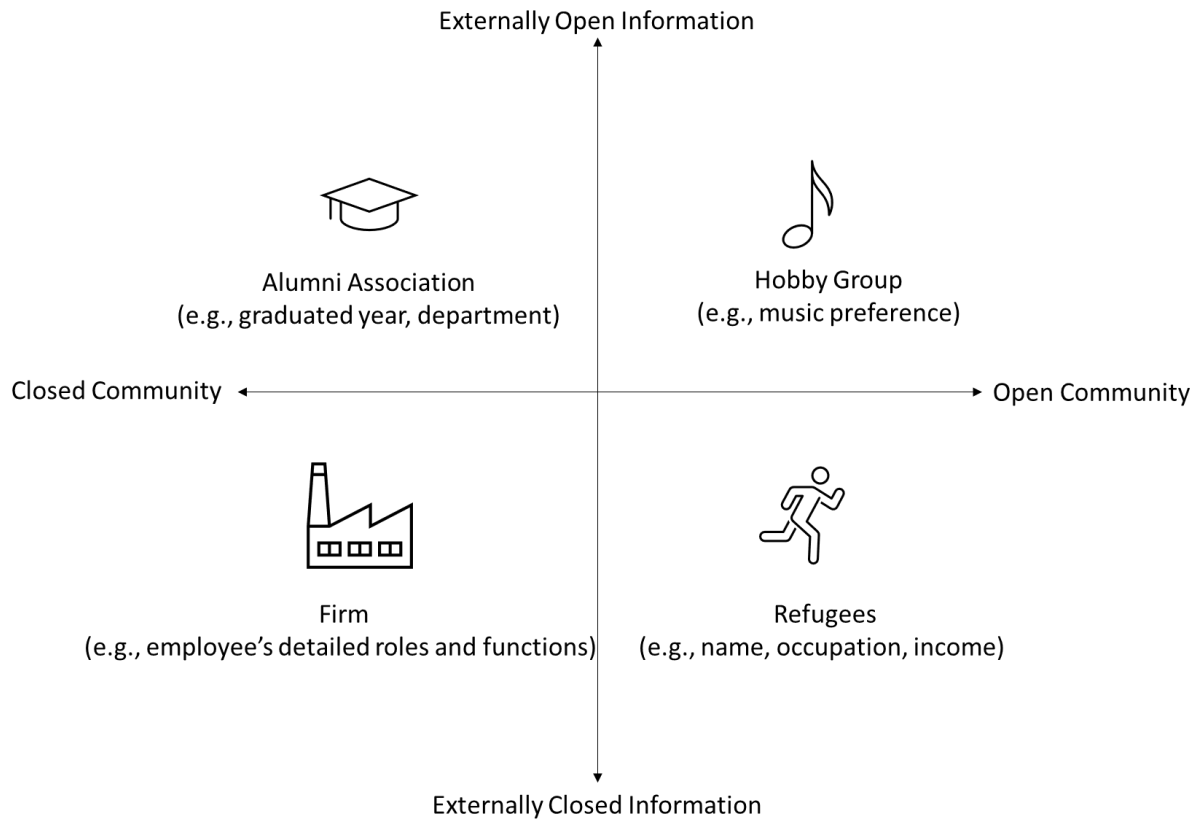 Externally Open Information
Alumni Association
(e.g., graduated year, department)
Hobby Group
(e.g., music preference)
Closed Community
Open Community
Firm
(e.g., employee’s detailed roles and functions)
Refugees
(e.g., name, occupation, income)
Externally Closed Information